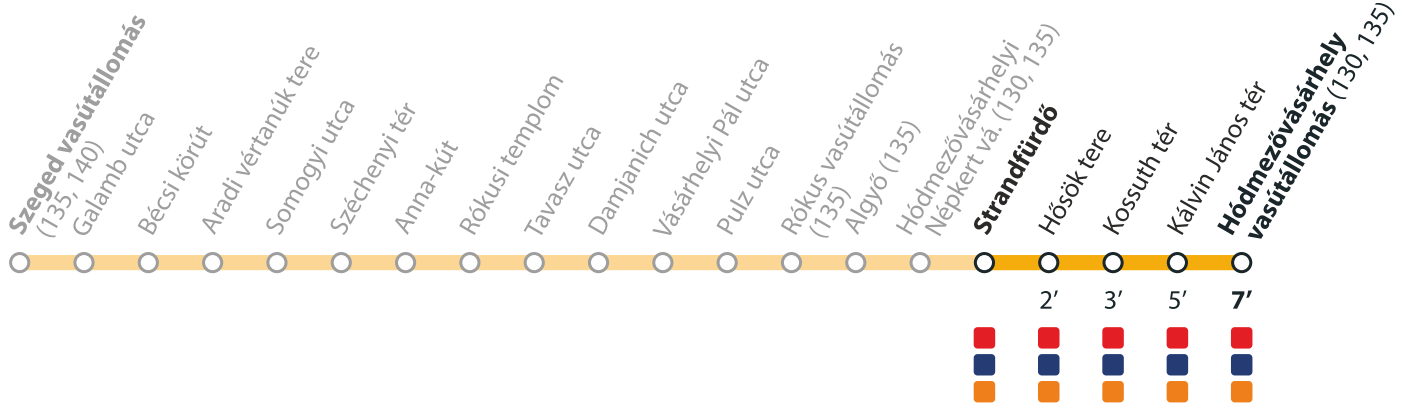 Szeged vasútállomás
(135, 140)
Galamb utca
Bécsi körút
Aradi vértanúk tere
Somogyi utca
Széchenyi tér
Anna-kút
Rókusi templom
Tavasz utca
Damjanich utca
Vásárhelyi Pál utca
Pulz utca
Rókus vasútállomás
(135)
Algyő (135)
Hódmezővásárhelyi
Népkert vá. (130, 135)
Strandfürdő
Hősök tere
Kossuth tér
Kálvin János tér
Hódmezővásárhely
vasútállomás (130, 135)
2’
3’
5’
7’